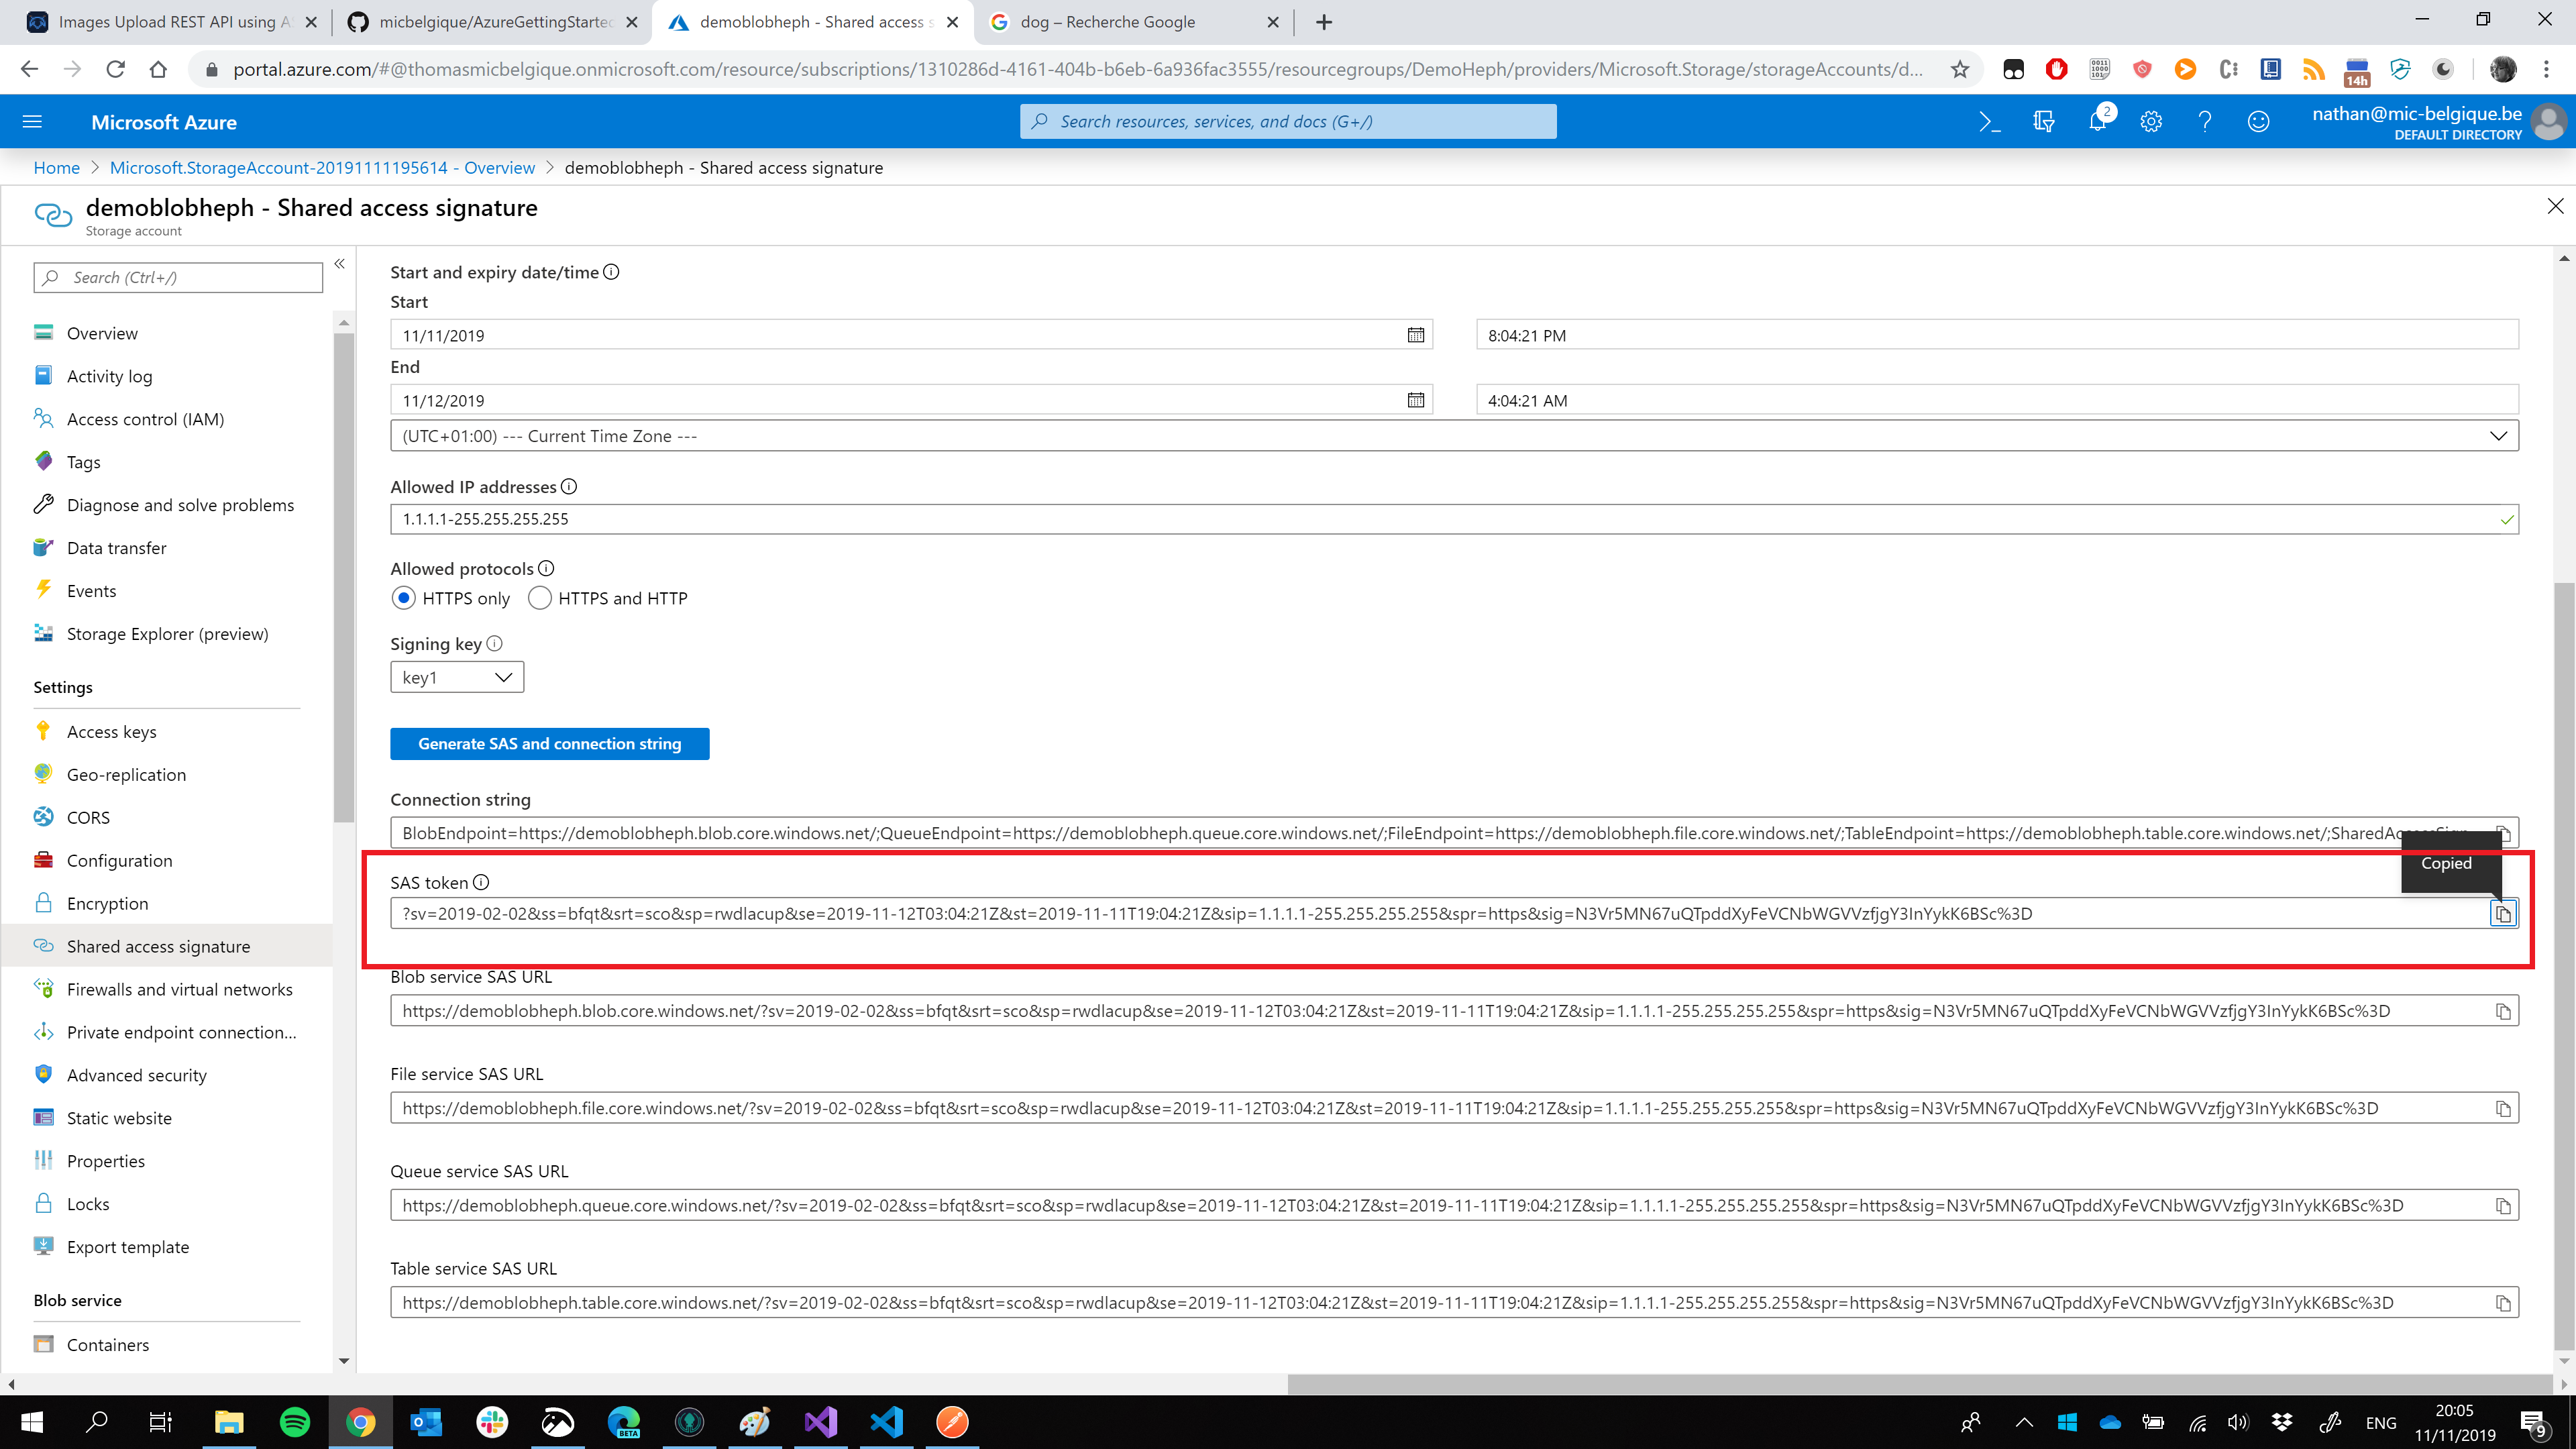 Images Upload REST API using A
micbelgique/AzureGettingStarted
demoblobheph - Shared access s
dog – Recherche Google
portal.azure.com/#@thomasmicbelgique.onmicrosoft.com/resource/subscriptions/1310286d-4161-404b-b6eb-6a936fac3555/resourcegroups/DemoHeph/providers/Microsoft.Storage/storageAccounts/d...
14h
Microsoft Azure
Search resources, services, and docs (G+/)
2
nathan@mic-belgique.be
DEFAULT DIRECTORY
Home > Microsoft.StorageAccount-20191111195614 - Overview > demoblobheph - Shared access signature
demoblobheph - Shared access signature
Storage account
Search (Ctrl+/)
Overview
Activity log
Access control (IAM)
Tags
Diagnose and solve problems
Data transfer
Events
Storage Explorer (preview)
Settings
Access keys
Geo-replication
CORS
Configuration
Encryption
Shared access signature
Firewalls and virtual networks
Private endpoint connection...
Advanced security
Static website
Properties
Locks
Export template
Blob service
Containers
Start and expiry date/time
Start
11/11/2019
8:04:21 PM
End
11/12/2019
4:04:21 AM
(UTC+01:00) --- Current Time Zone ---
Allowed IP addresses
1.1.1.1-255.255.255.255
Allowed protocols
HTTPS only HTTPS and HTTP
Signing key
key1
Generate SAS and connection string
Connection string
BlobEndpoint=https://demoblobheph.blob.core.windows.net/;QueueEndpoint=https://demoblobheph.queue.core.windows.net/;FileEndpoint=https://demoblobheph.file.core.windows.net/;TableEndpoint=https://demoblobheph.table.core.windows.net/;SharedAccessSign
Copied
SAS token
?sv=2019-02-02&ss=bfqt&srt=sco&sp=rwdlacup&se=2019-11-12T03:04:21Z&st=2019-11-11T19:04:21Z&sip=1.1.1.1-255.255.255.255&spr=https&sig=N3Vr5MN67uQTpddXyFeVCNbWGVVzfjgY3InYykK6BSc%3D
Blob service SAS URL
https://demoblobheph.blob.core.windows.net/?sv=2019-02-02&ss=bfqt&srt=sco&sp=rwdlacup&se=2019-11-12T03:04:21Z&st=2019-11-11T19:04:21Z&sip=1.1.1.1-255.255.255.255&spr=https&sig=N3Vr5MN67uQTpddXyFeVCNbWGVVzfjgY3InYykK6BSc%3D
File service SAS URL
https://demoblobheph.file.core.windows.net/?sv=2019-02-02&ss=bfqt&srt=sco&sp=rwdlacup&se=2019-11-12T03:04:21Z&st=2019-11-11T19:04:21Z&sip=1.1.1.1-255.255.255.255&spr=https&sig=N3Vr5MN67uQTpddXyFeVCNbWGVVzfjgY3InYykK6BSc%3D
Queue service SAS URL
https://demoblobheph.queue.core.windows.net/?sv=2019-02-02&ss=bfqt&srt=sco&sp=rwdlacup&se=2019-11-12T03:04:21Z&st=2019-11-11T19:04:21Z&sip=1.1.1.1-255.255.255.255&spr=https&sig=N3Vr5MN67uQTpddXyFeVCNbWGVVzfjgY3InYykK6BSc%3D
Table service SAS URL
https://demoblobheph.table.core.windows.net/?sv=2019-02-02&ss=bfqt&srt=sco&sp=rwdlacup&se=2019-11-12T03:04:21Z&st=2019-11-11T19:04:21Z&sip=1.1.1.1-255.255.255.255&spr=https&sig=N3Vr5MN67uQTpddXyFeVCNbWGVVzfjgY3InYykK6BSc%3D
BETA
ENG
20:05
11/11/2019
9